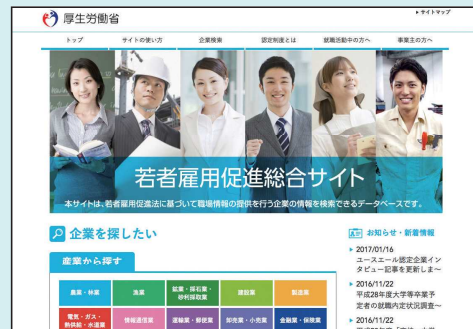 厚生労働省
▶ サイトマップ
トップ
サイトの使い方
企業検索
認定制度とは
就職活動中の方へ
事業主の方へ
若者雇用促進総合サイト
本サイトは、若者雇用促進法に基づいて職場情報の提供を行う企業の情報を検索できるデータベースです。
企業を探したい
産業から探す
農業・林業
漁業
鉱業・採石業・
砂利採取業
建設業
製造業
電気・ガス・
熱供給・水道業
情報通信業
運輸業・郵便業
卸売業・小売業
金融業・保険業
お知らせ・新着情報
▶ 2017/01/16
ユースエール認定企業イン
タビュー記事を更新しま〜
▶ 2016/11/22
平成28年度大学等卒業予
定者の就職内定状況調査〜
▶ 2016/11/22